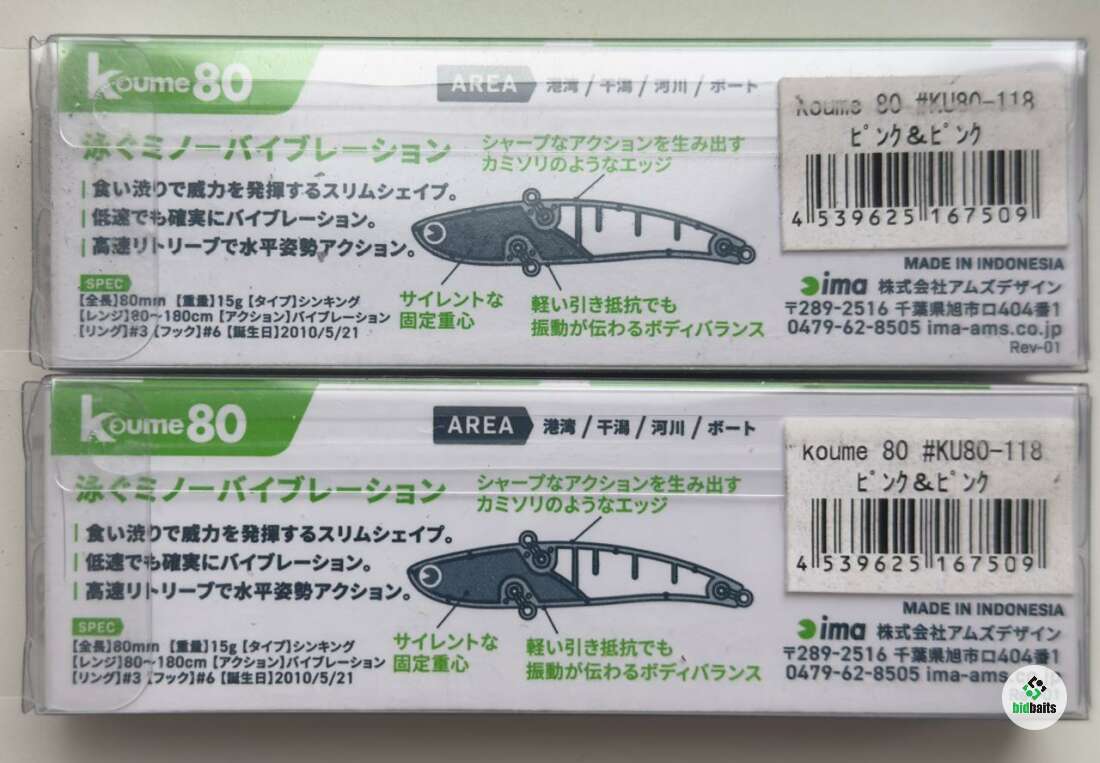 koume 80
AREA 港湾 / 干潟 / 河川 / ボート
koume 80 #KU80-118
ピンク&ピンク
4 539625 167509
泳ぐミノーバイブレーション
シャープなアクションを生み出す
カミソリのようなエッジ
食い渋りで威力を発揮するスリムシェイプ。
低速でも確実にバイブレーション。
高速リトリーブで水平姿勢アクション。
SPEC
【全長】80mm 【重量】15g 【タイプ】シンキング
【レンジ】80~180cm 【アクション】バイブレーション
【リング】#3 【フック】#6 【誕生日】2010/5/21
サイレントな
固定重心
軽い引き抵抗でも
振動が伝わるボディバランス
MADE IN INDONESIA
ima 株式会社アムズデザイン
〒289-2516 千葉県旭市ロ404番1
0479-62-8505 ima-ams.co.jp
Rev-01
koume 80
AREA 港湾 / 干潟 / 河川 / ボート
koume 80 #KU80-118
ピンク&ピンク
4 539625 167509
泳ぐミノーバイブレーション
シャープなアクションを生み出す
カミソリのようなエッジ
食い渋りで威力を発揮するスリムシェイプ。
低速でも確実にバイブレーション。
高速リトリーブで水平姿勢アクション。
SPEC
【全長】80mm 【重量】15g 【タイプ】シンキング
【レンジ】80~180cm 【アクション】バイブレーション
【リング】#3 【フック】#6 【誕生日】2010/5/21
サイレントな
固定重心
軽い引き抵抗でも
振動が伝わるボディバランス
MADE IN INDONESIA
ima 株式会社アムズデザイン
〒289-2516 千葉県旭市ロ404番1
0479-62-8505 ima-ams.
bidbaits